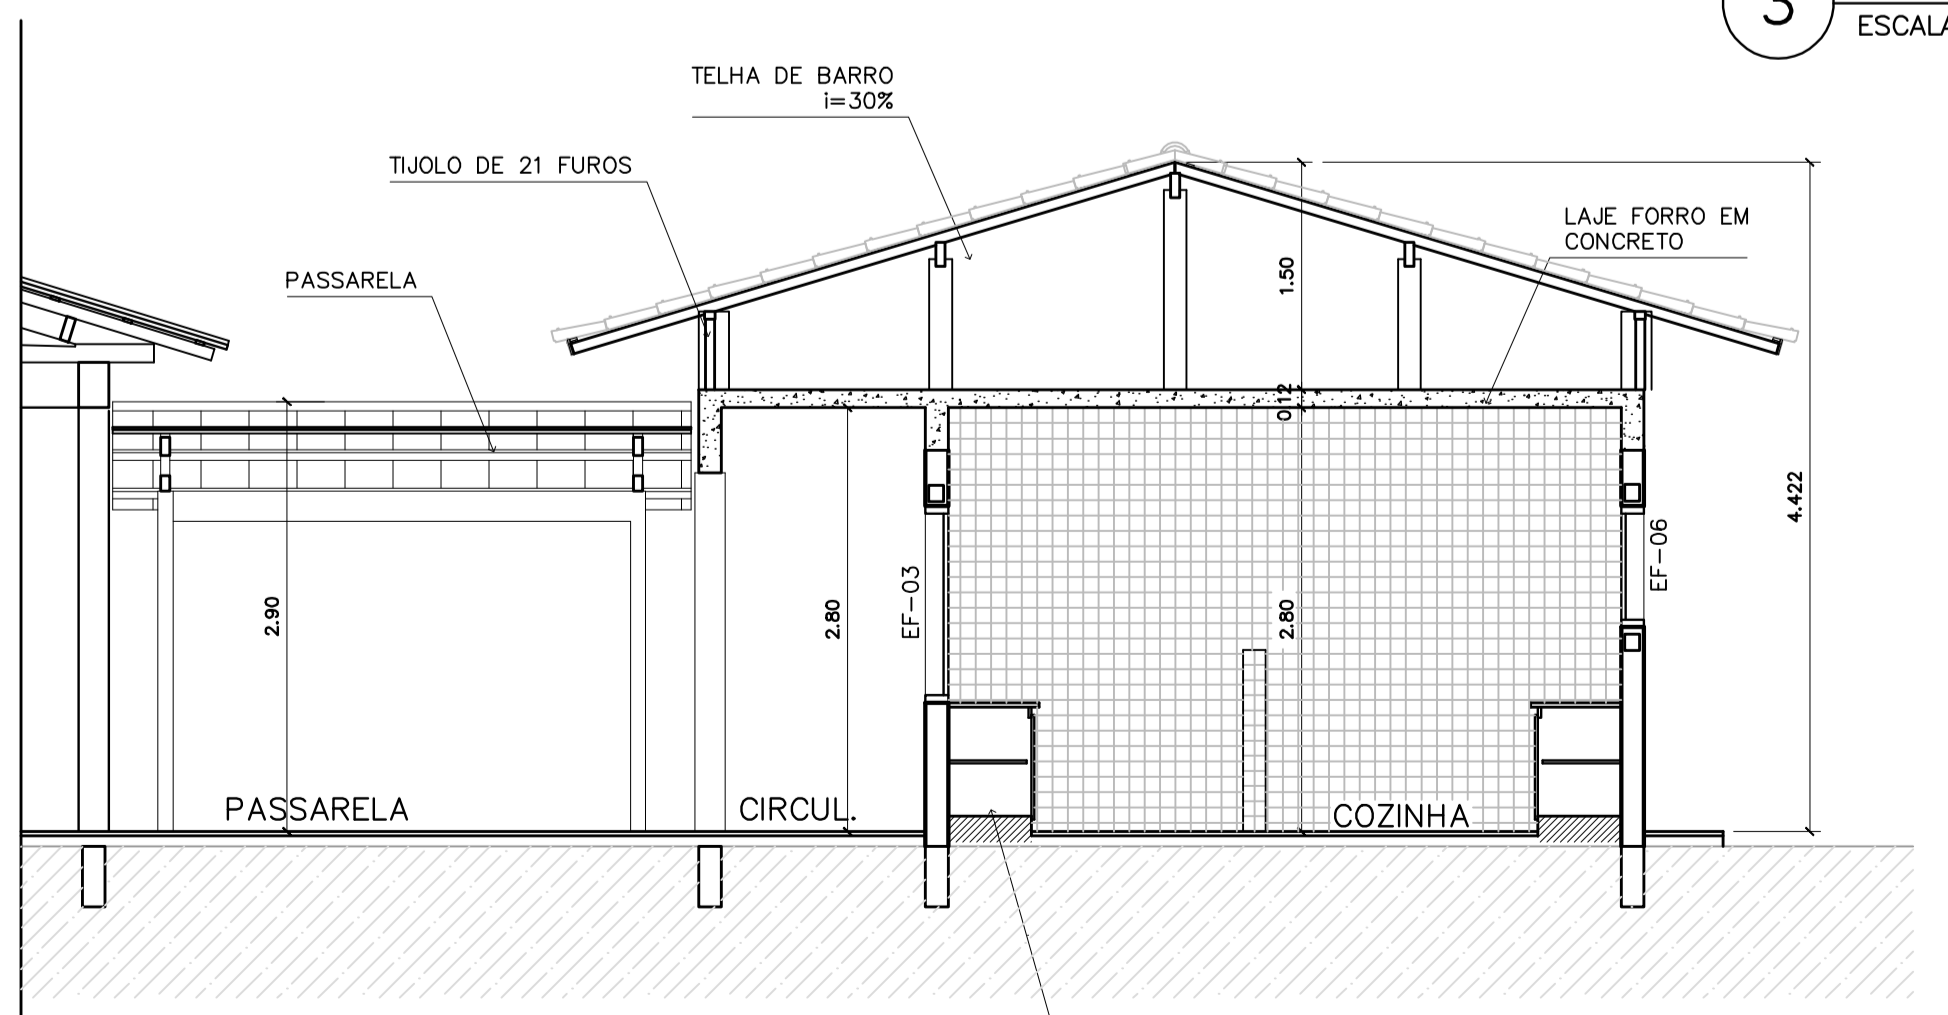 3
ESCALA
TELHA DE BARRO
i=30%
TIJOLO DE 21 FUROS
PASSARELA
LAJE FORRO EM
CONCRETO
1.50
0.12
4.422
2.90
2.80
EF-03
2.80
EF-06
PASSARELA
CIRCUL.
COZINHA